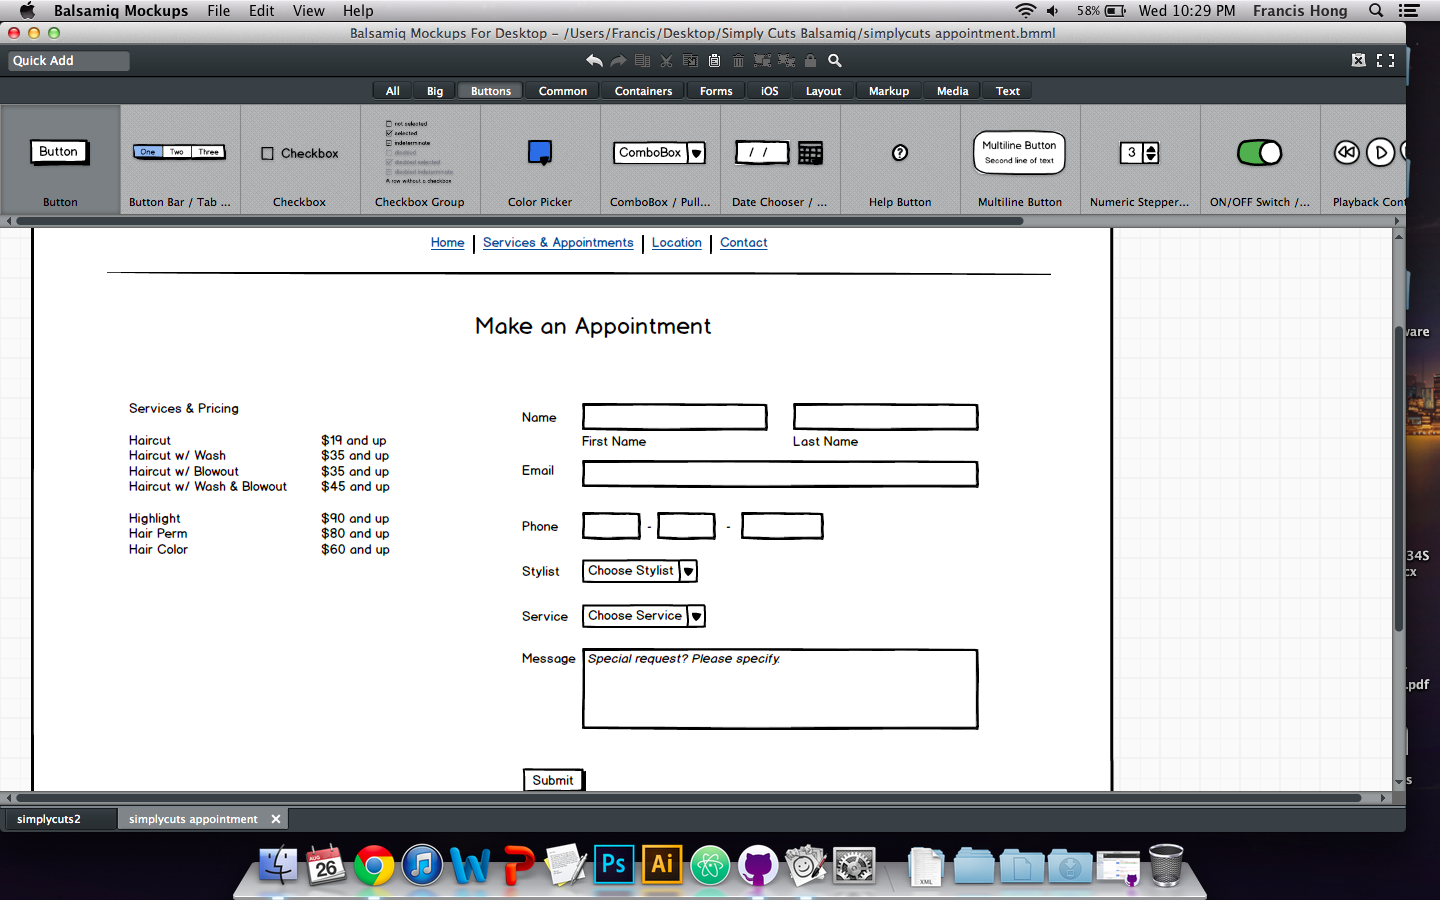 Balsamiq Mockups File Edit View Help 58% Wed 10:29 PM Francis Hong
Balsamiq Mockups For Desktop - /Users/Francis/Desktop/Simply Cuts Balsamiq/simplycuts appointment.bmml
Quick Add
All Big Buttons Common Containers Forms iOS Layout Markup Media Text
Button
One Two Three
Checkbox
not selected
selected
indeterminate
disabled
disabled selected
disabled indeterminate
A row without a checkbox
ComboBox
/ /
?
Multiline Button
Second line of text
3
Button Button Bar / Tab ... Checkbox Checkbox Group Color Picker ComboBox / Pull... Date Chooser / ... Help Button Multiline Button Numeric Stepper... ON/OFF Switch /... Playback Cont
Home Services & Appointments Location Contact
Make an Appointment
Services & Pricing
Haircut $19 and up
Haircut w/ Wash $35 and up
Haircut w/ Blowout $35 and up
Haircut w/ Wash & Blowout $45 and up
Highlight $90 and up
Hair Perm $80 and up
Hair Color $60 and up
Name
First Name Last Name
Email
Phone - -
Stylist Choose Stylist
Service Choose Service
Message Special request? Please specify.
Submit
ware
34S
cx
.pdf
s
simplycuts2 simplycuts appointment
AUG
26
Ps
Ai
XML